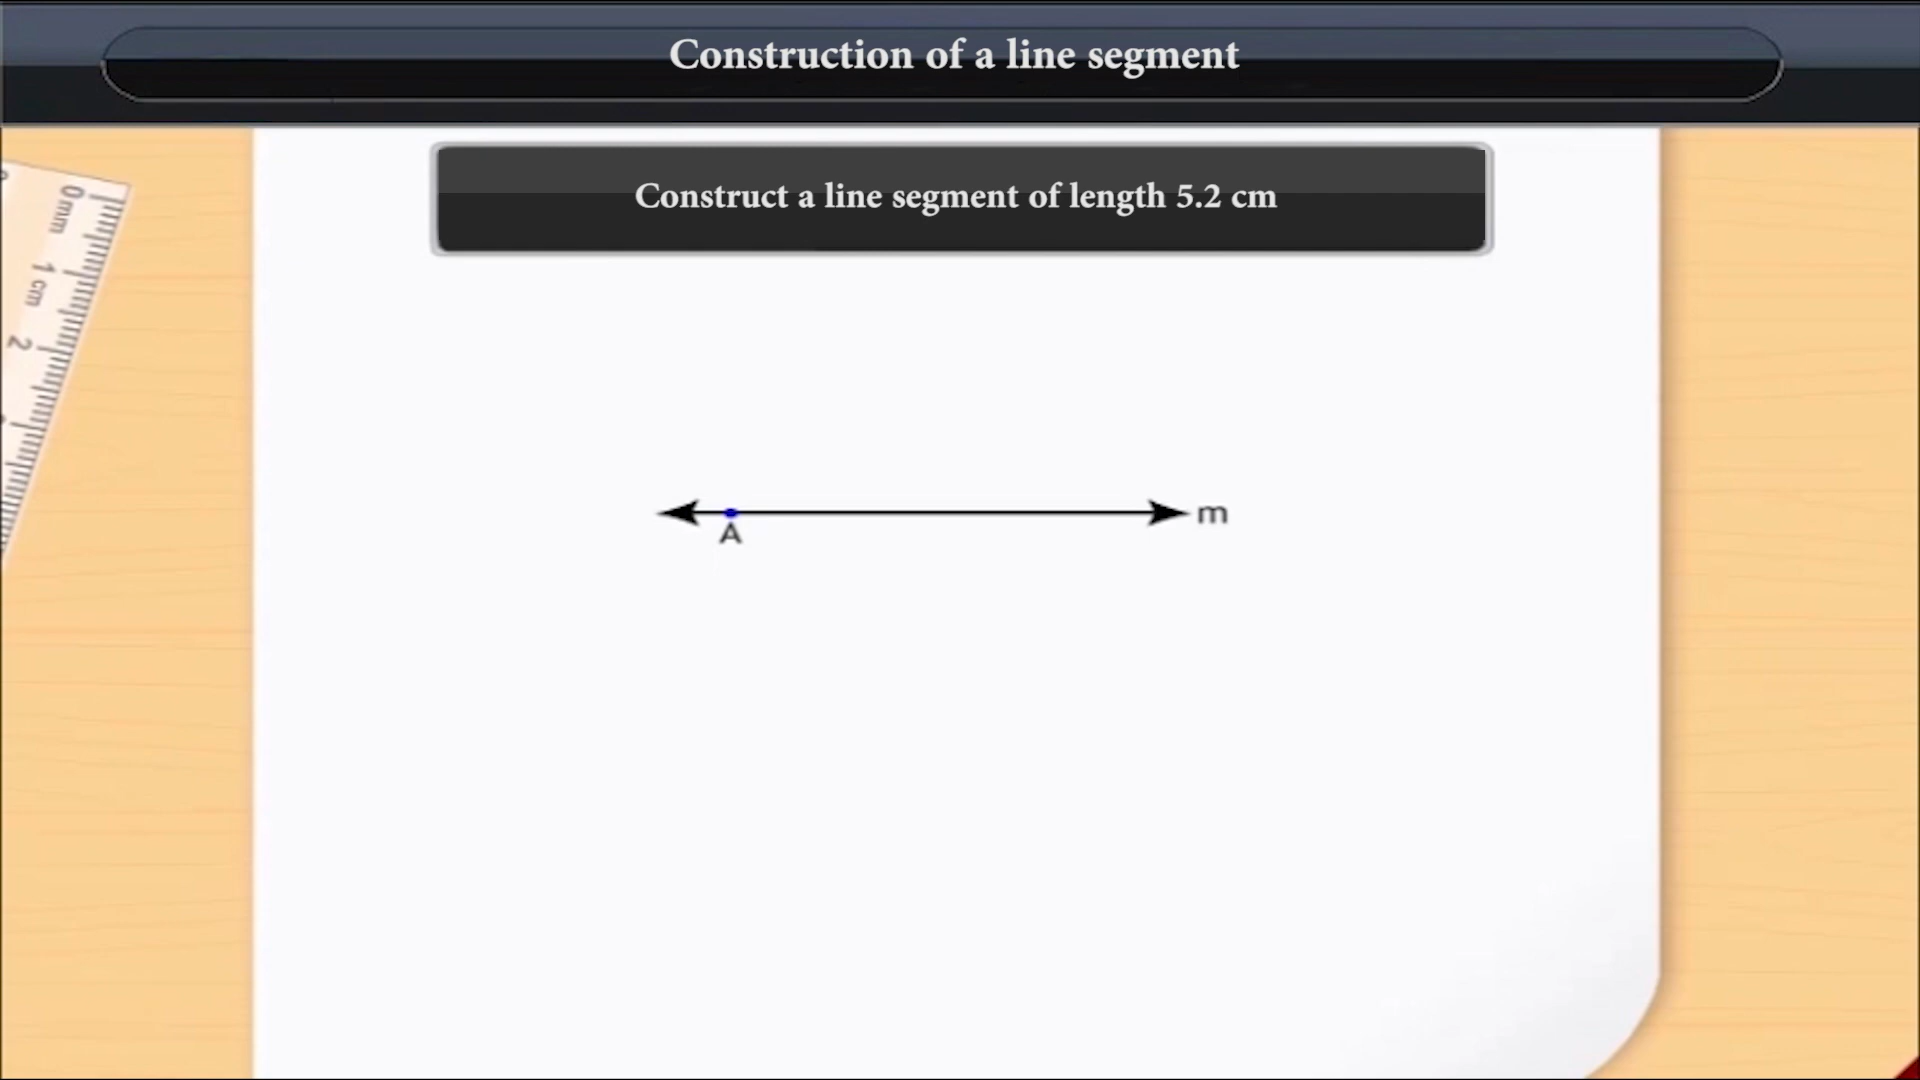 Construction of a line segment
Construct a line segment of length 5.2 cm
0mm
1 cm
2
A
m